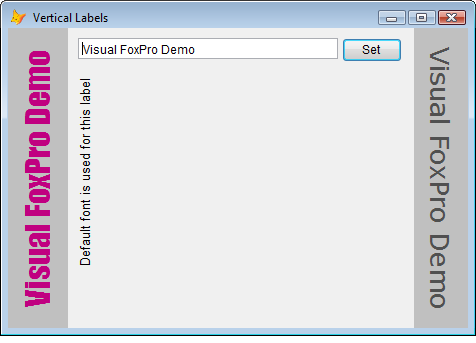 Vertical Labels
Visual FoxPro Demo
Visual FoxPro Demo
Set
Default font is used for this label
Visual FoxPro Demo